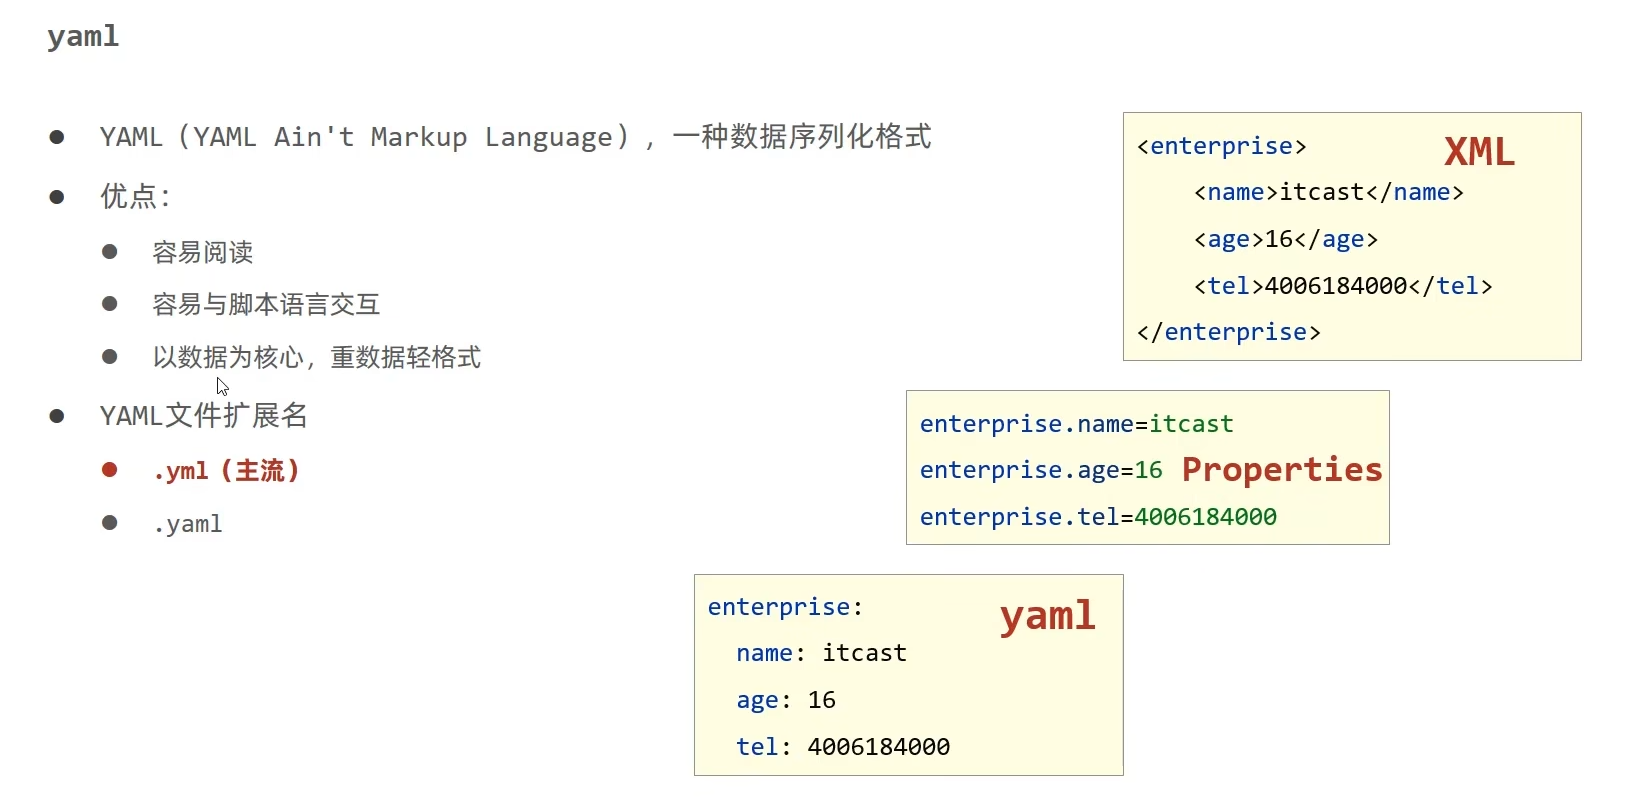 yaml
YAML（YAML Ain't Markup Language），一种数据序列化格式
优点：
容易阅读
容易与脚本语言交互
以数据为核心，重数据轻格式
YAML文件扩展名
.yml（主流）
.yaml
<enterprise>
XML
<name>itcast</name>
<age>16</age>
<tel>4006184000</tel>
</enterprise>
enterprise.name=itcast
enterprise.age=16
Properties
enterprise.tel=4006184000
enterprise:
yaml
name: itcast
age: 16
tel: 4006184000